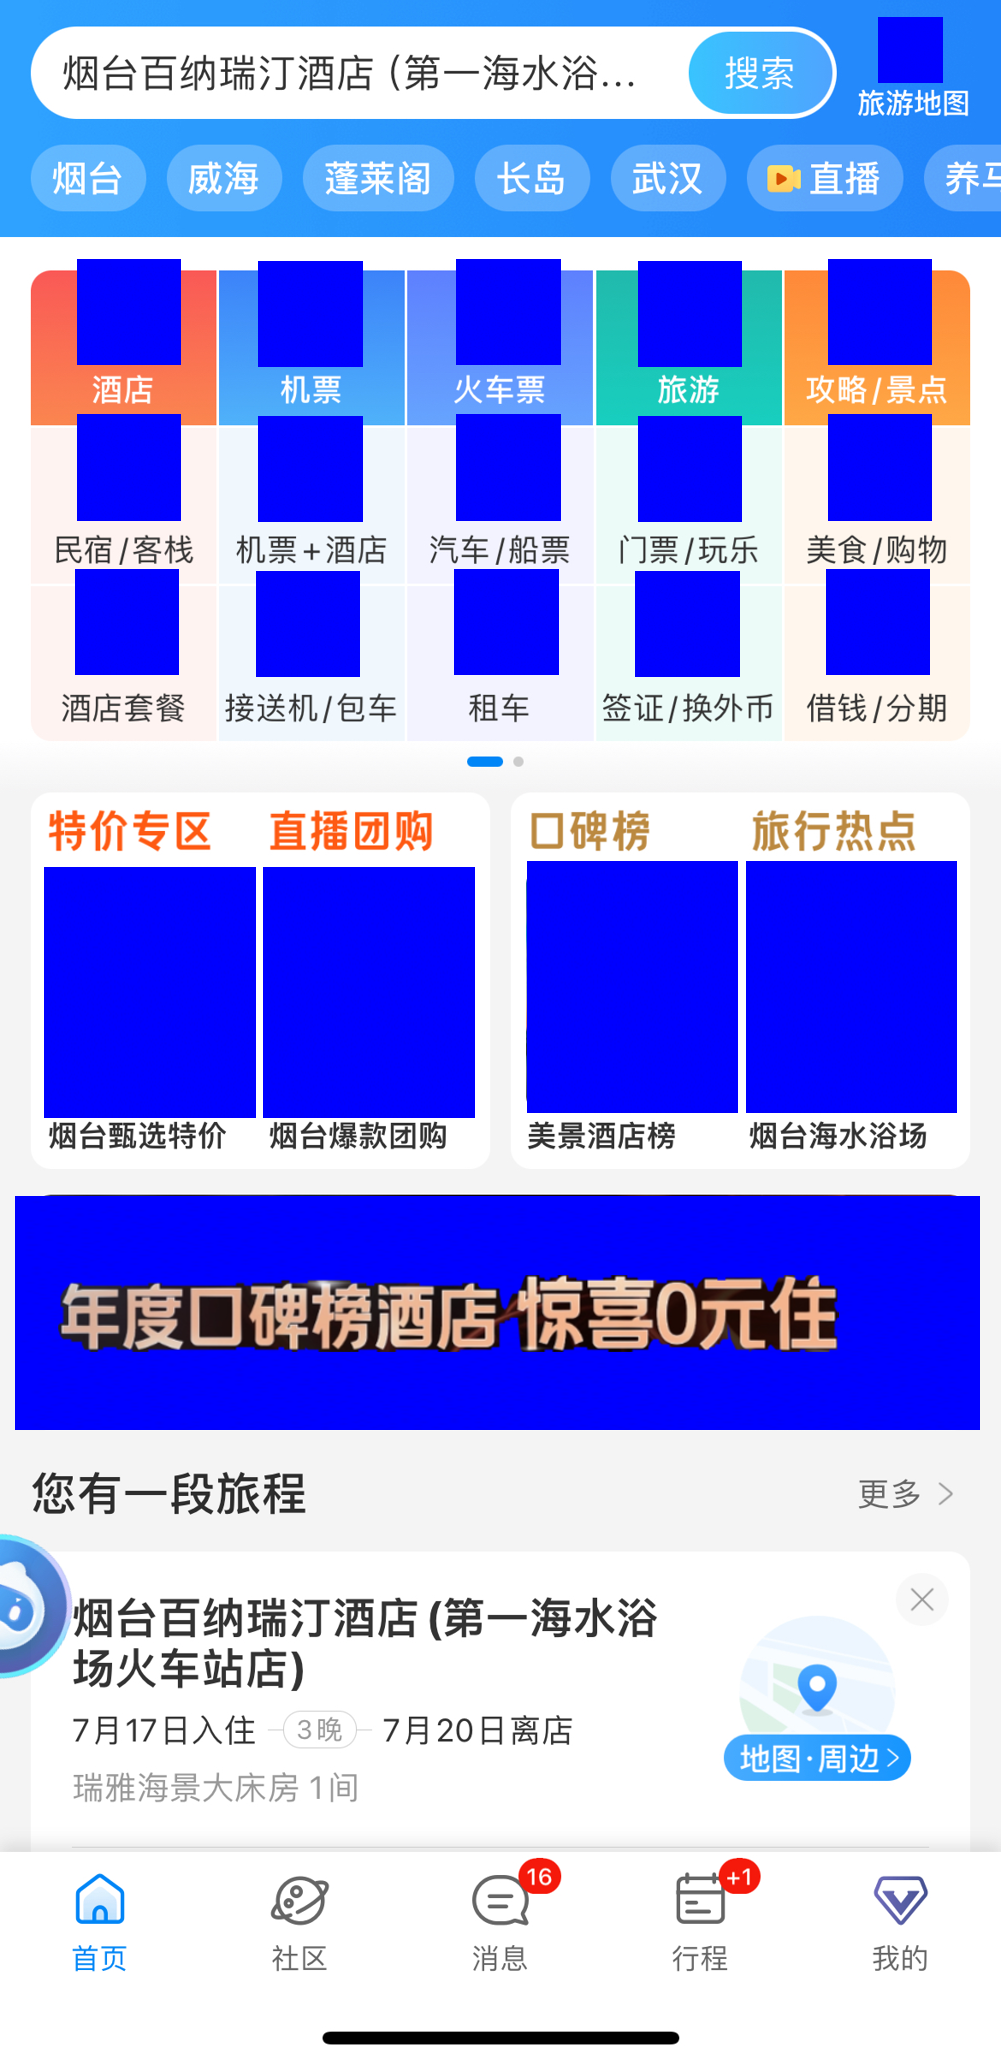 烟台百纳瑞汀酒店 (第一海水浴...
搜索
旅游地图
烟台
威海
蓬莱阁
长岛
武汉
直播
养马
酒店
机票
火车票
旅游
攻略/景点
民宿/客栈
机票+酒店
汽车/船票
门票/玩乐
美食/购物
酒店套餐
接送机/包车
租车
签证/换外币
借钱/分期
特价专区
直播团购
口碑榜
旅行热点
烟台甄选特价
烟台爆款团购
美景酒店榜
烟台海水浴场
年度口碑榜酒店 惊喜0元住
您有一段旅程
更多
烟台百纳瑞汀酒店 (第一海水浴
场火车站店)
7月17日入住
3晚
7月20日离店
瑞雅海景大床房 1间
地图·周边
16
+1
首页
社区
消息
行程
我的